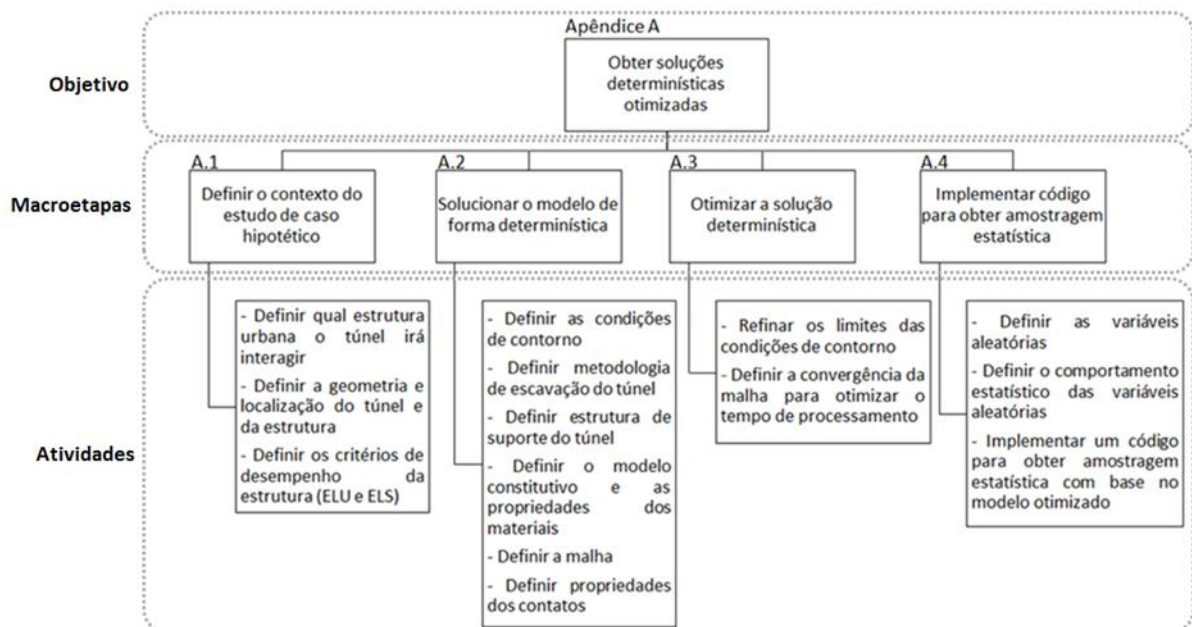 Apêndice A
Objetivo
Obter soluções
determinísticas
otimizadas
Macroetapas
A.1
Definir o contexto do
estudo de caso
hipotético
A.2
Solucionar o modelo de
forma determinística
A.3
Otimizar a solução
determinística
A.4
Implementar código
para obter amostragem
estatística
Atividades
- Definir qual estrutura
urbana o túnel irá
interagir
- Definir a geometria e
localização do túnel e
da estrutura
- Definir os critérios de
desempenho da
estrutura (ELU e ELS)
- Definir as condições
de contorno
- Definir metodologia
de escavação do túnel
- Definir estrutura de
suporte do túnel
- Definir o modelo
constitutivo e as
propriedades dos
materiais
- Definir a malha
- Definir propriedades
dos contatos
- Refinar os limites das
condições de contorno
- Definir a convergência da
malha para otimizar o
tempo de processamento
- Definir as variáveis
aleatórias
- Definir o comportamento
estatístico das variáveis
aleatórias
- Implementar um código
para obter amostragem
estatística com base no
modelo otimizado